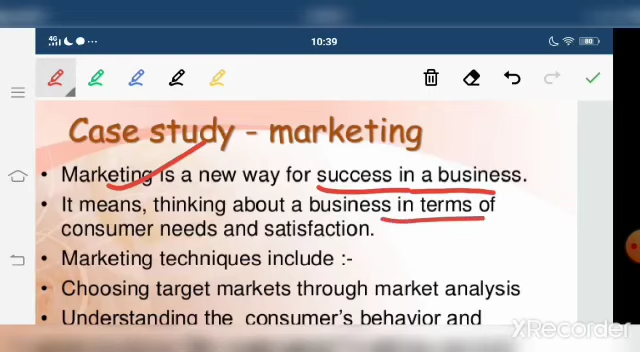 4G
10:39
80
Case study - marketing
• Marketing is a new way for success in a business.
• It means, thinking about a business in terms of
consumer needs and satisfaction.
• Marketing techniques include :-
• Choosing target markets through market analysis
• Understanding the consumer's behavior and
XRecorder